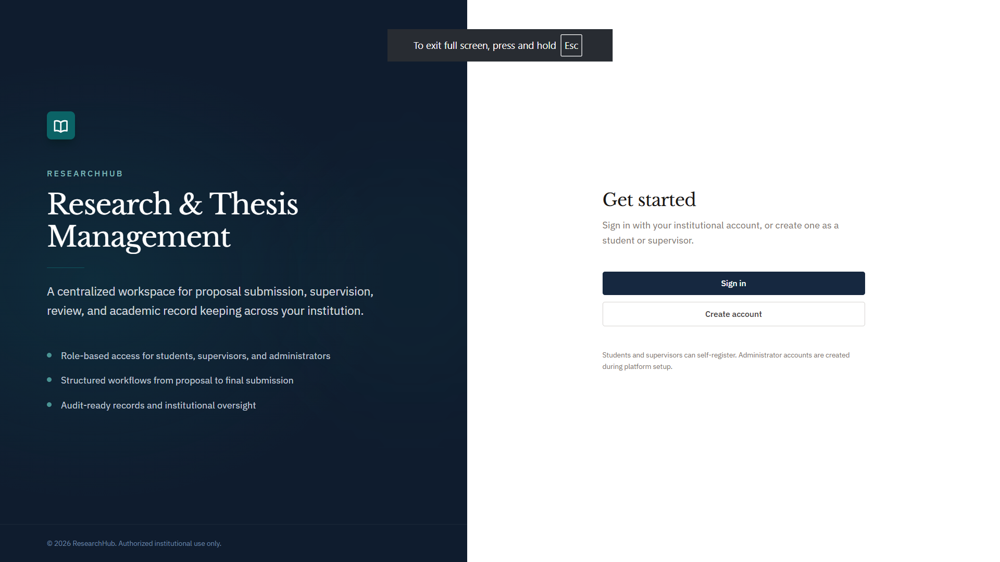 To exit full screen, press and hold Esc
RESEARCHHUB
Research & Thesis
Management
A centralized workspace for proposal submission, supervision,
review, and academic record keeping across your institution.
Role-based access for students, supervisors, and administrators
Structured workflows from proposal to final submission
Audit-ready records and institutional oversight
© 2026 ResearchHub. Authorized institutional use only.
Get started
Sign in with your institutional account, or create one as a
student or supervisor.
Sign in
Create account
Students and supervisors can self-register. Administrator accounts are created
during platform setup.